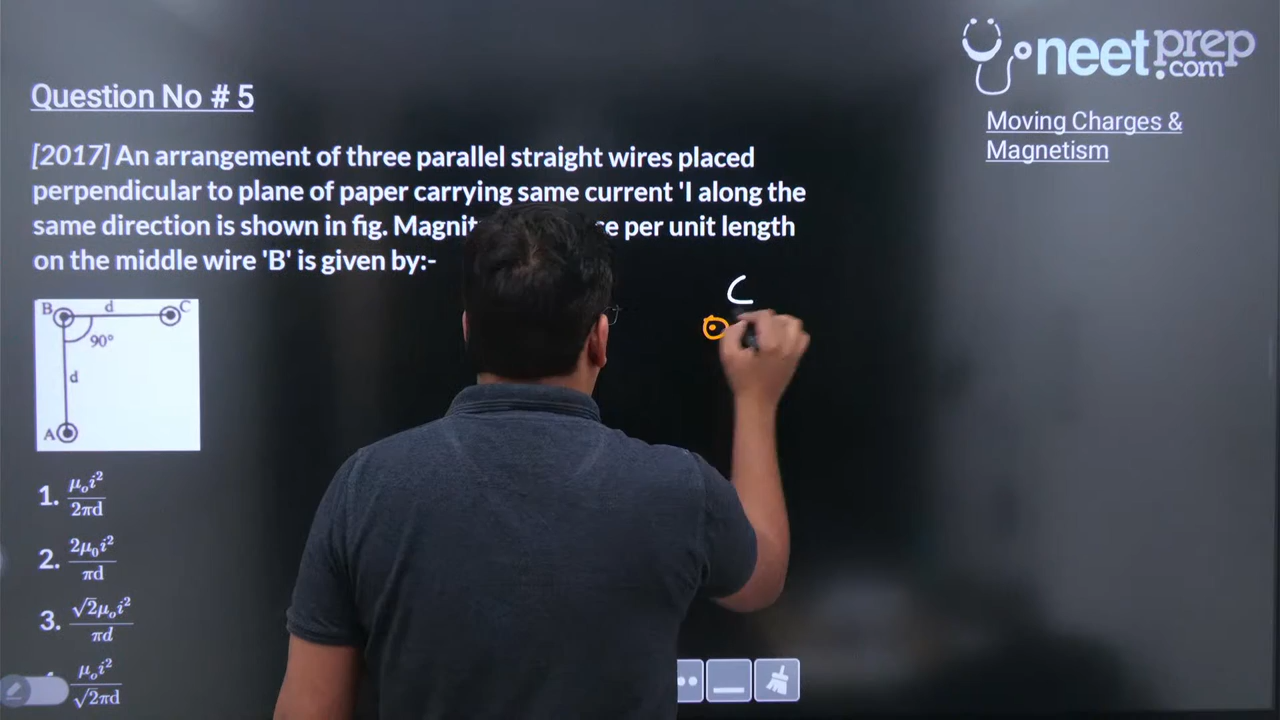 neetprep.com
Question No # 5
Moving Charges &
Magnetism
[2017] An arrangement of three parallel straight wires placed
perpendicular to plane of paper carrying same current 'I along the
same direction is shown in fig. Magnit e per unit length
on the middle wire 'B' is given by:-
B d C
90°
d
A
C
1. μ₀i²/2πd
2. 2μ₀i²/πd
3. √2μ₀i²/πd
μ₀i²/√2πd